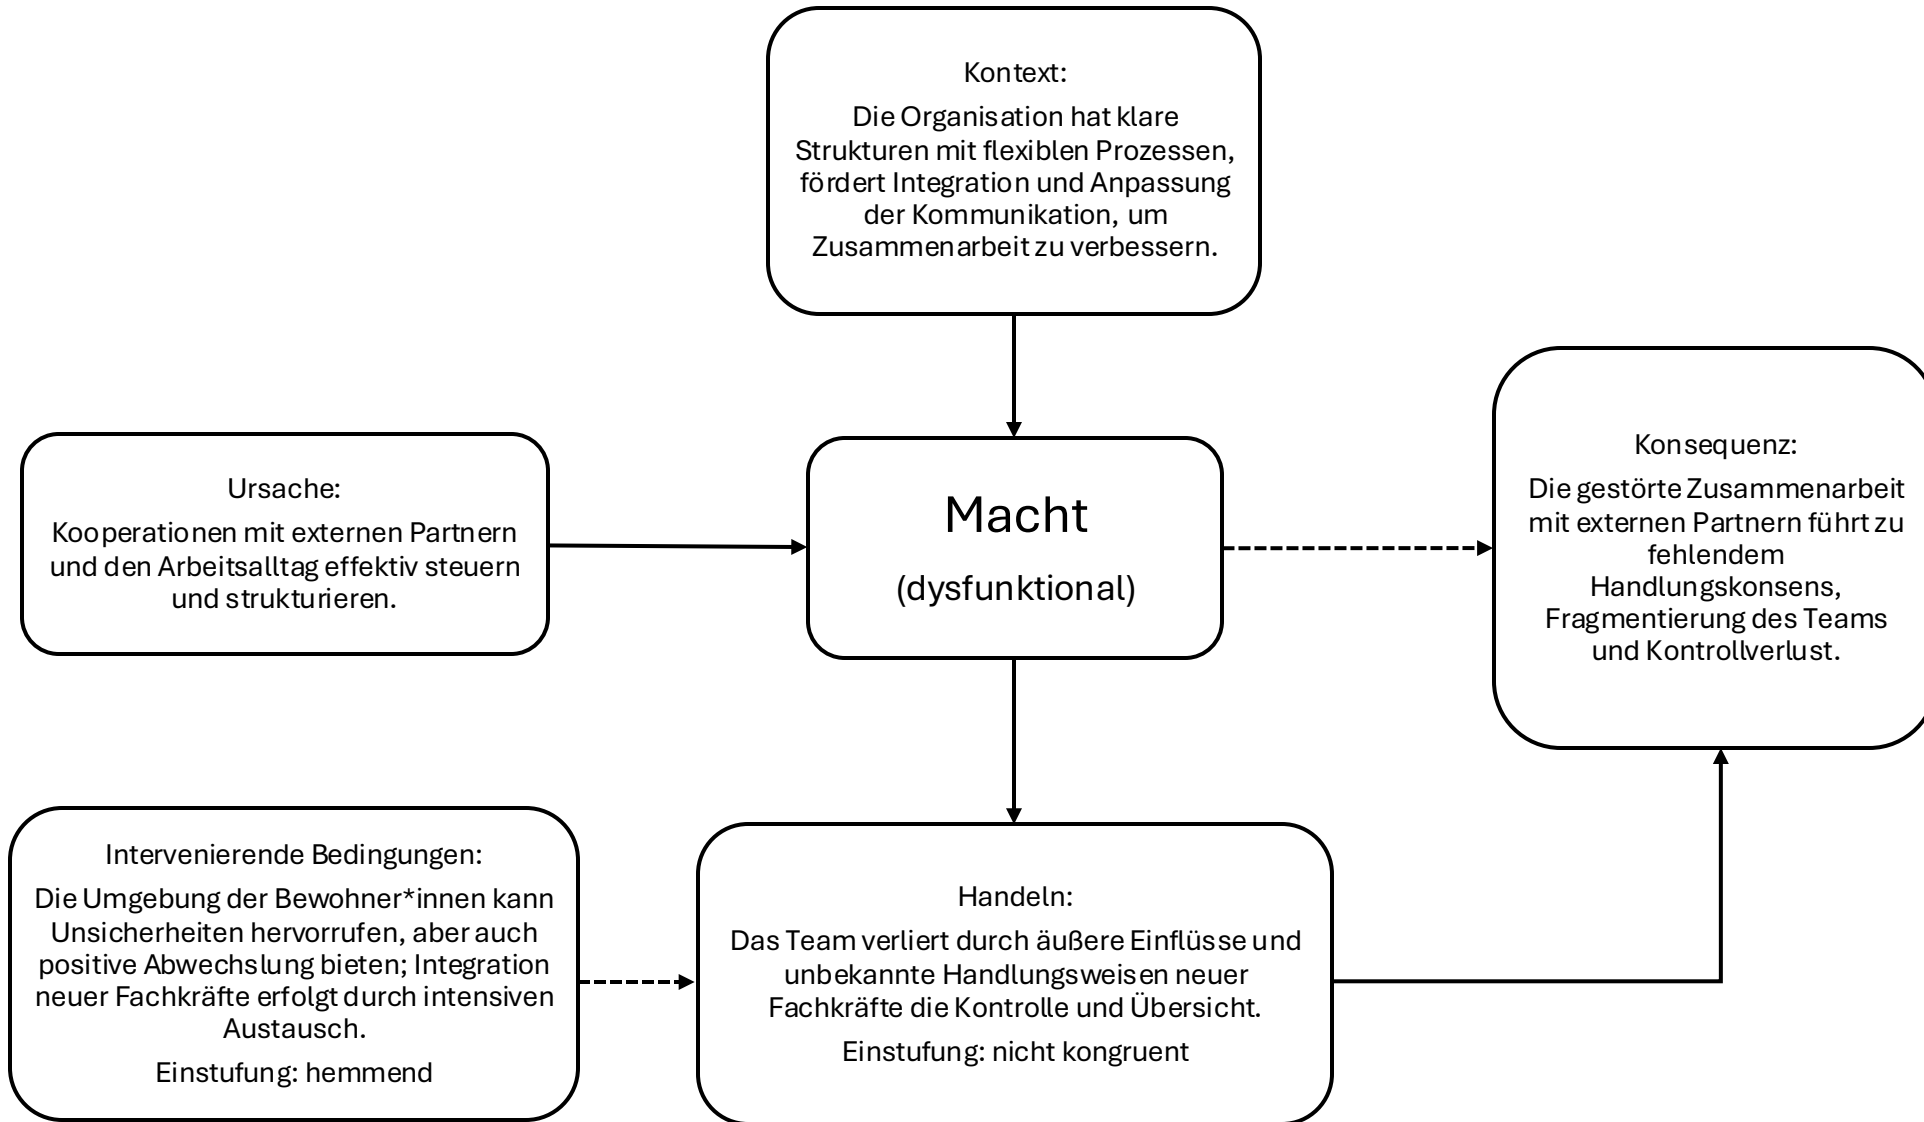 Kontext:
Die Organisation hat klare
Strukturen mit flexiblen Prozessen,
fördert Integration und Anpassung
der Kommunikation, um
Zusammenarbeit zu verbessern.
Ursache:
Kooperationen mit externen Partnern
und den Arbeitsalltag effektiv steuern
und strukturieren.
Macht
(dysfunktional)
Konsequenz:
Die gestörte Zusammenarbeit
mit externen Partnern führt zu
fehlendem
Handlungskonsens,
Fragmentierung des Teams
und Kontrollverlust.
Intervenierende Bedingungen:
Die Umgebung der Bewohner*innen kann
Unsicherheiten hervorrufen, aber auch
positive Abwechslung bieten; Integration
neuer Fachkräfte erfolgt durch intensiven
Austausch.
Einstufung: hemmend
Handeln:
Das Team verliert durch äußere Einflüsse und
unbekannte Handlungsweisen neuer
Fachkräfte die Kontrolle und Übersicht.
Einstufung: nicht kongruent